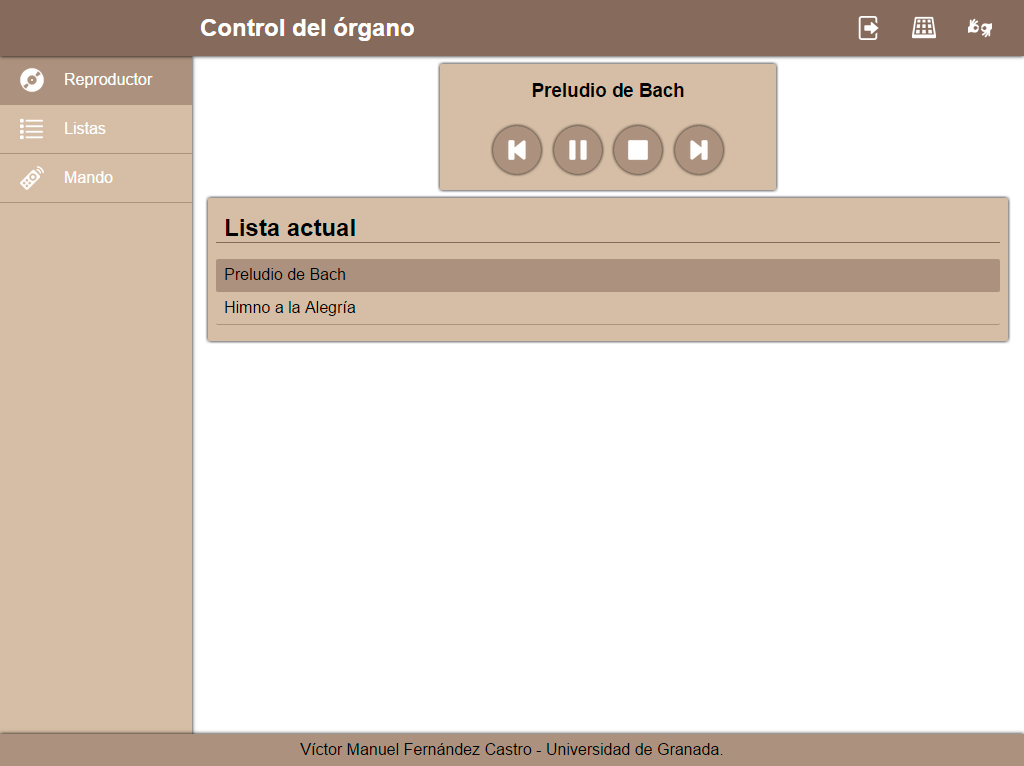 Control del órgano
Reproductor
Listas
Mando
Preludio de Bach
Lista actual
Preludio de Bach
Himno a la Alegría
Víctor Manuel Fernández Castro - Universidad de Granada.